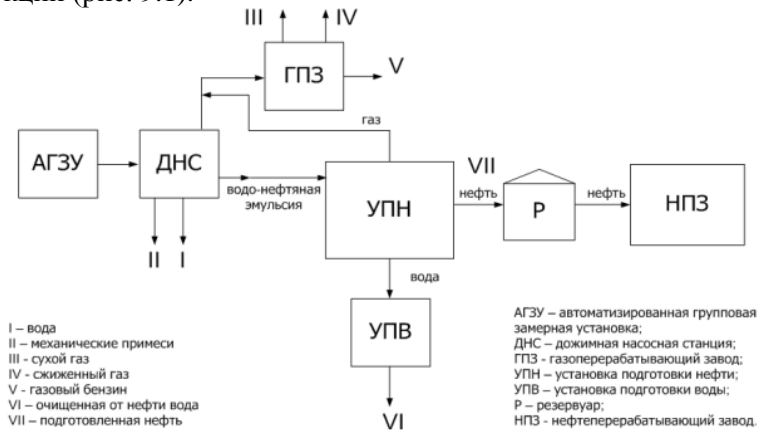 кции (рис. 9.1).
III IV
ГПЗ
V
газ
АГЗУ
ДНС
водо-нефтяная
эмульсия
II I
УПН
VII
нефть
Р
нефть
НПЗ
вода
УПВ
VI
I – вода
II – механические примеси
III - сухой газ
IV - сжиженный газ
V - газовый бензин
VI – очищенная от нефти вода
VII – подготовленная нефть
АГЗУ – автоматизированная групповая
замерная установка;
ДНС – дожимная насосная станция;
ГПЗ - газоперерабатывающий завод;
УПН – установка подготовки нефти;
УПВ – установка подготовки воды;
Р – резервуар;
НПЗ - нефтеперерабатывающий завод.